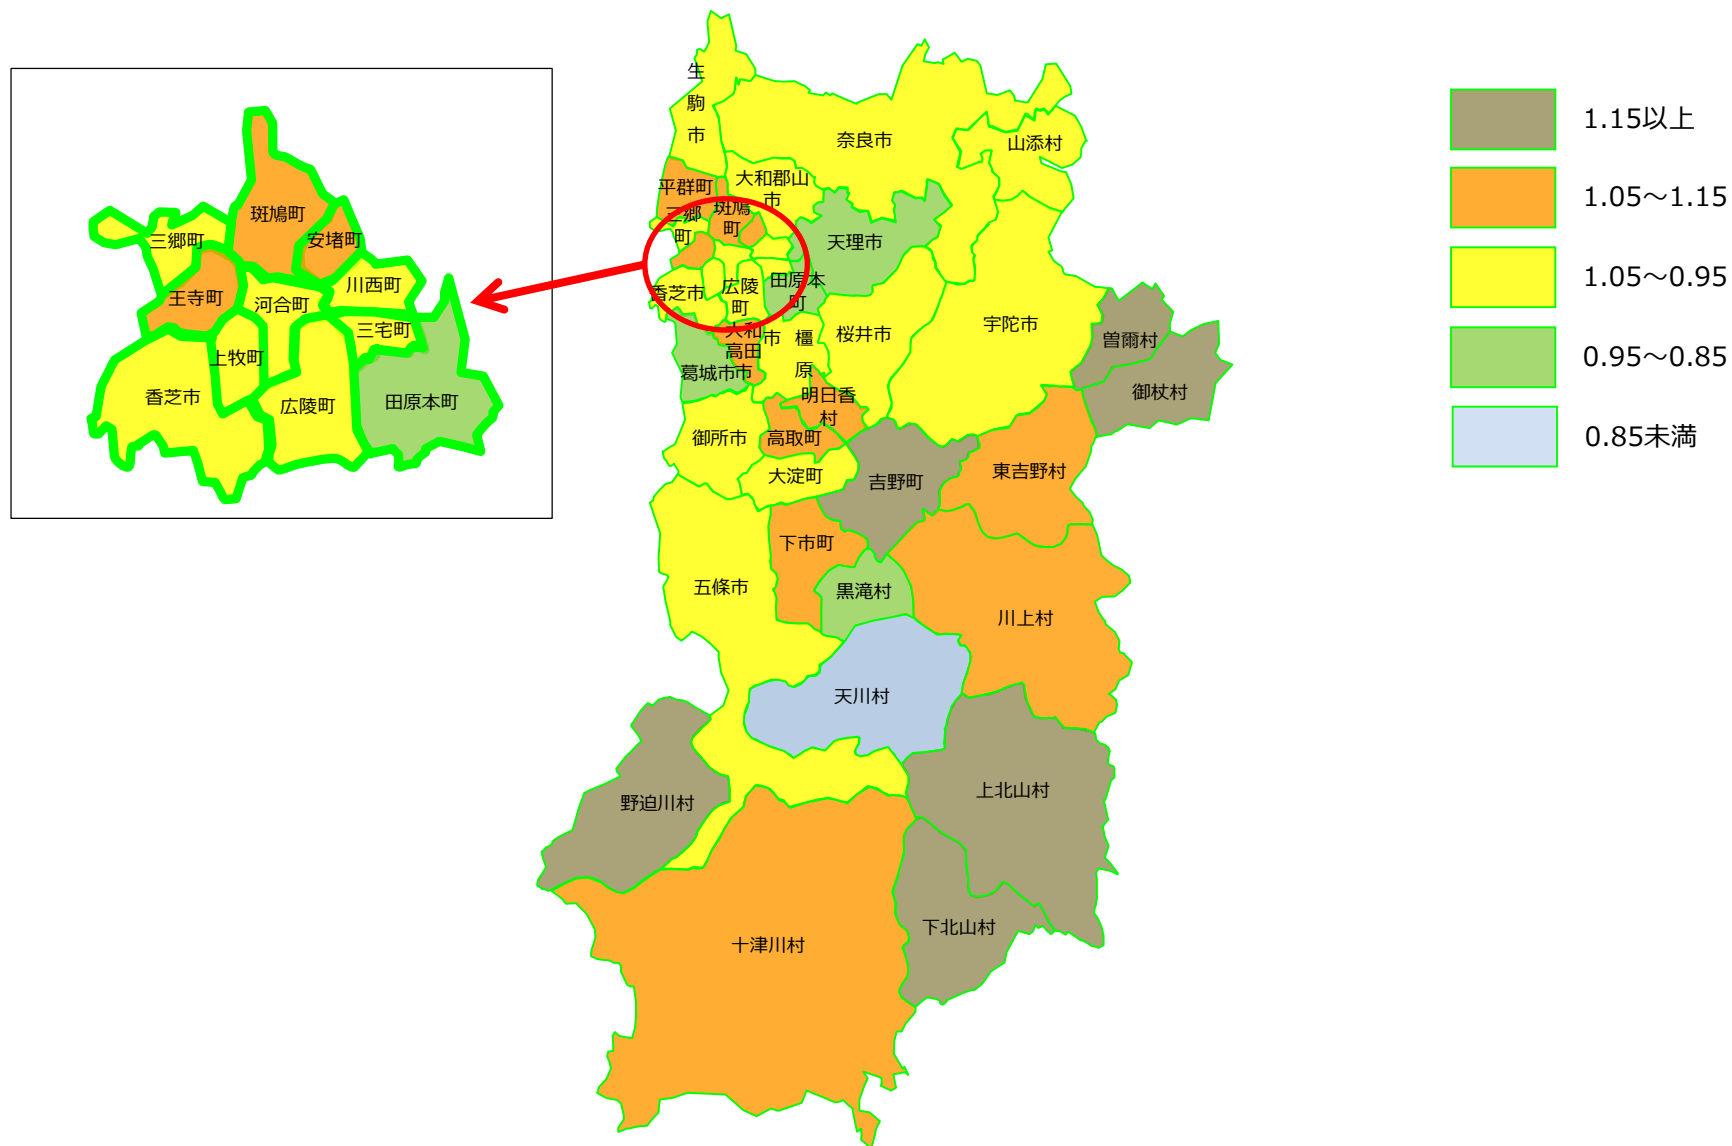 生
駒
市
奈良市
山添村
大和郡山
市
平群町
三郷
町
斑鳩
町
天理市
香芝市
広陵
町
田原本
町
大和
高田
市
市
橿
原
桜井市
宇陀市
曽爾村
御杖村
葛城市
明日香
村
御所市
高取町
大淀町
吉野町
東吉野村
下市町
五條市
黒滝村
川上村
天川村
野迫川村
上北山村
下北山村
十津川村
斑鳩町
三郷町
安堵町
王寺町
河合町
川西町
三宅町
上牧町
香芝市
広陵町
田原本町
1.15以上
1.05～1.15
1.05～0.95
0.95～0.85
0.85未満